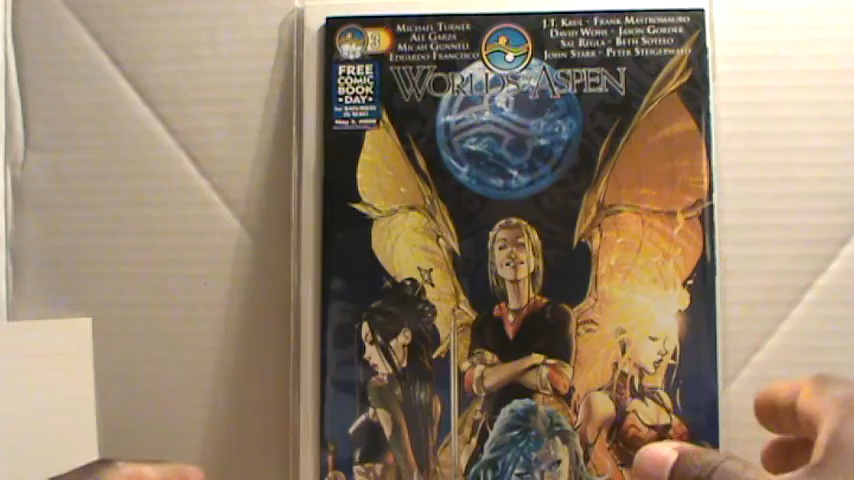 3
MICHAEL TURNER
ALE GARZA
MICAH GUNNELL
EDUARDO FRANCISCO
J.T. KRUL · FRANK MASTROMAURO
DAVID WOHL · JASON GORDER
SAL REGLA · BETH SOTELO
JOHN STARR · PETER STEIGERWALD
WORLDS OF ASPEN
FREE
COMIC
BOOK
·DAY·